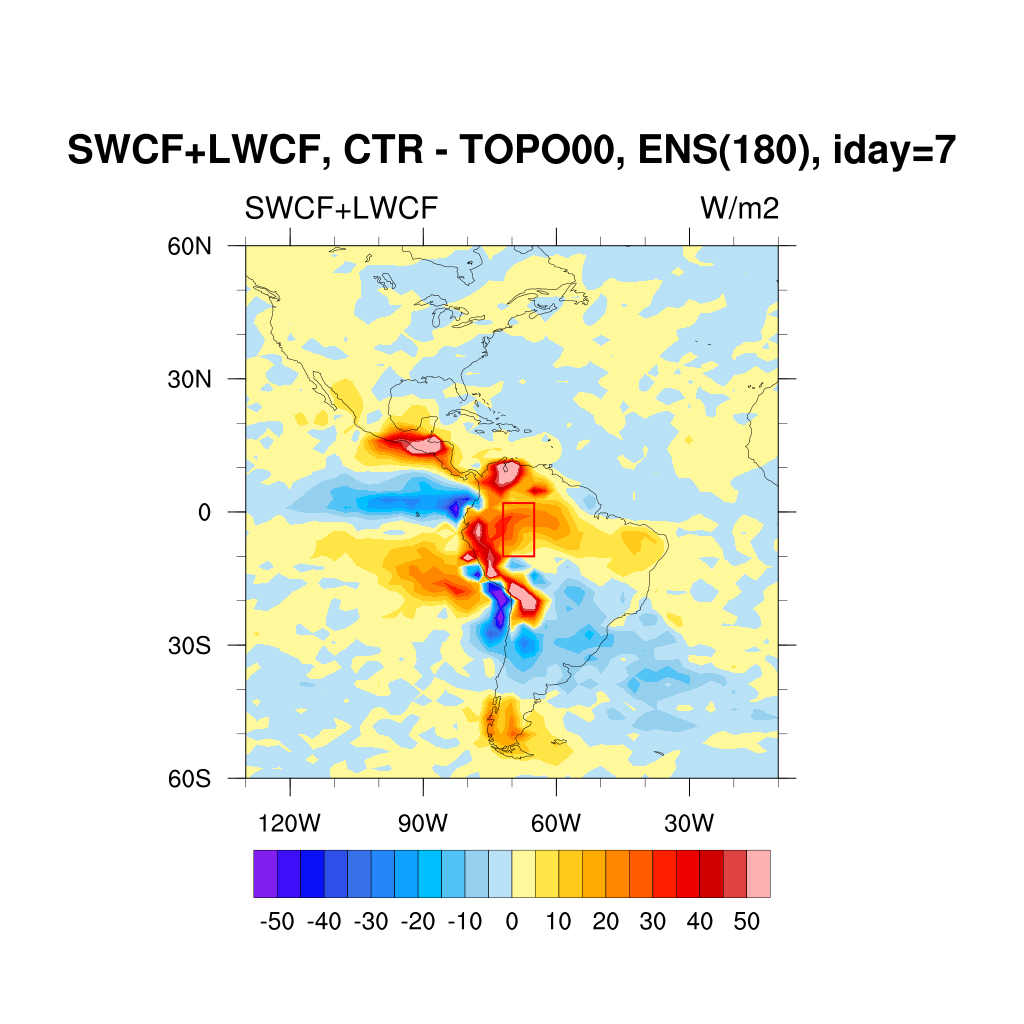 SWCF+LWCF, CTR - TOPO00, ENS(180), iday=7
SWCF+LWCF W/m2
60N
30N
0
30S
60S
120W 90W 60W 30W
-50 -40 -30 -20 -10 0 10 20 30 40 50